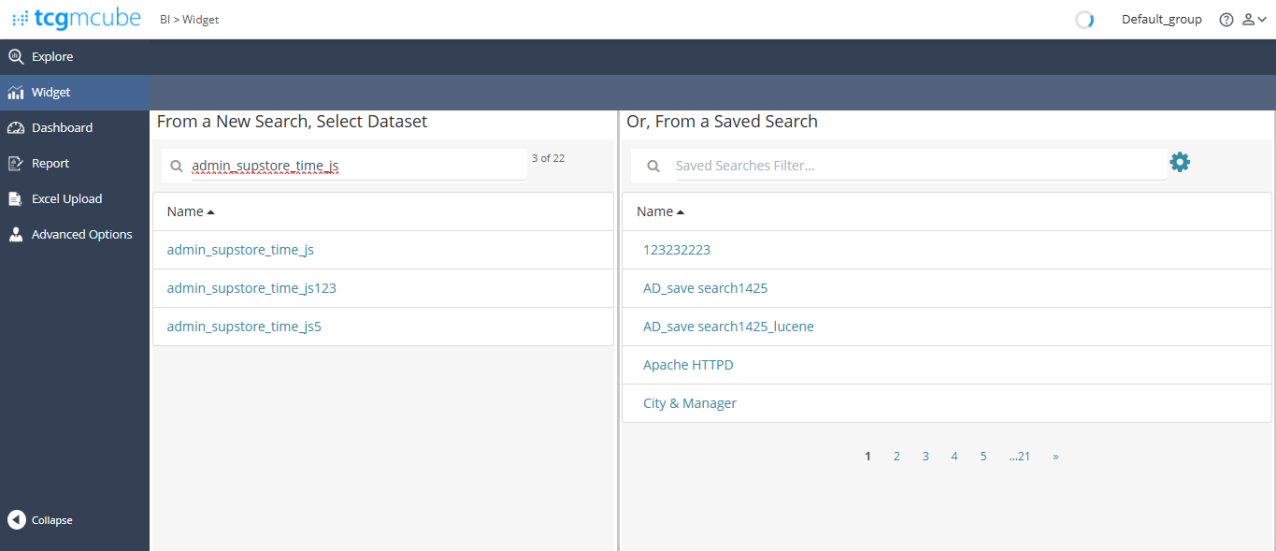 tcgmcube
BI > Widget
Default_group
Explore
Widget
Dashboard
Report
Excel Upload
Advanced Options
Collapse
From a New Search, Select Dataset
admin_supstore_time_js
3 of 22
Name
admin_supstore_time_js
admin_supstore_time_js123
admin_supstore_time_js5
Or, From a Saved Search
Saved Searches Filter...
Name
123232223
AD_save search1425
AD_save search1425_lucene
Apache HTTPD
City & Manager
1 2 3 4 5 ...21 »